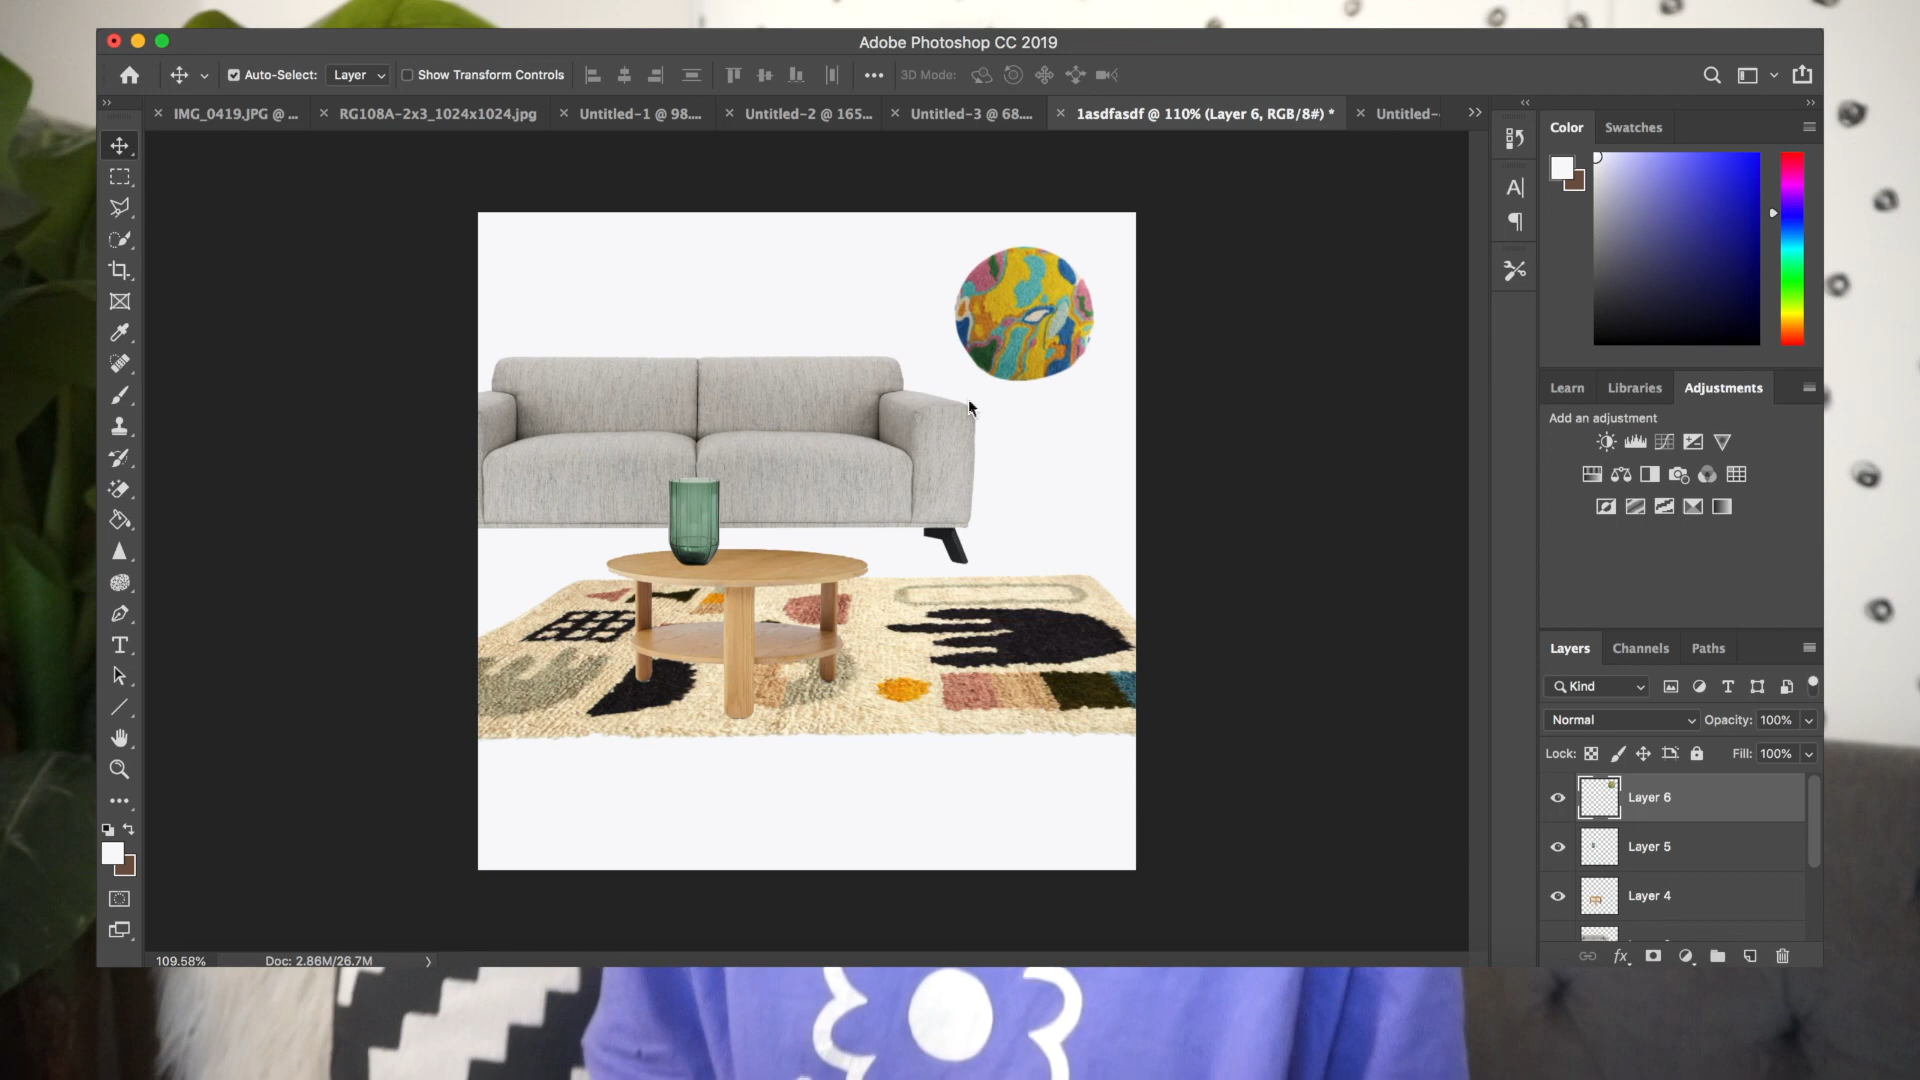 Adobe Photoshop CC 2019
Auto-Select: Layer Show Transform Controls 3D Mode:
IMG_0419.JPG @ ... RG108A-2x3_1024x1024.jpg Untitled-1 @ 98.... Untitled-2 @ 165... Untitled-3 @ 68.... 1asdfasdf @ 110% (Layer 6, RGB/8#) * Untitled-
Color Swatches
Learn Libraries Adjustments
Add an adjustment
Layers Channels Paths
Kind
Normal Opacity: 100%
Lock: Fill: 100%
Layer 6
Layer 5
Layer 4
109.58% Doc: 2.86M/26.7M